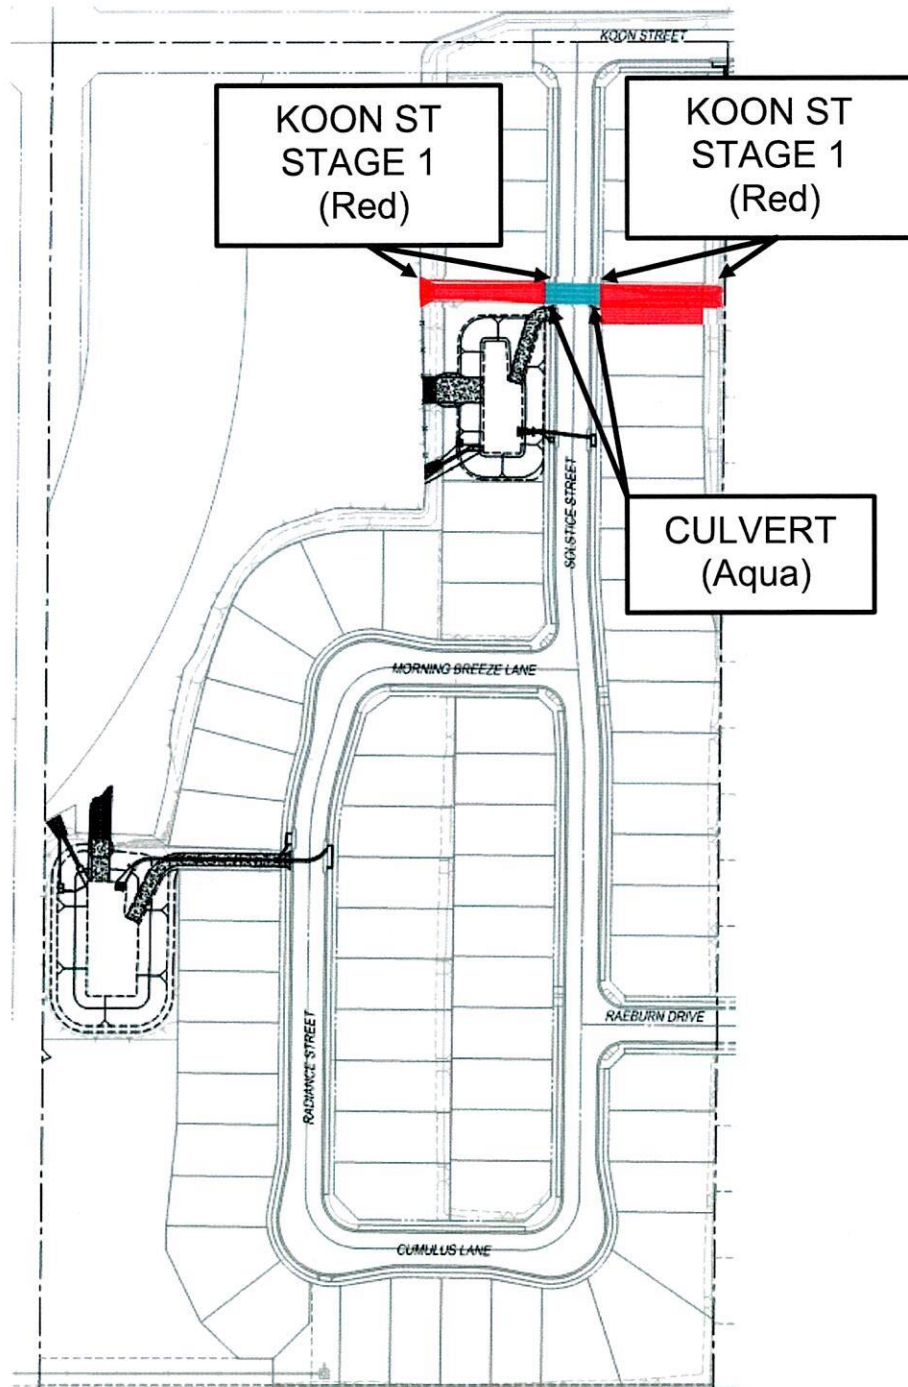 KOON STREET
KOON ST
STAGE 1
(Red)
KOON ST
STAGE 1
(Red)
SOLSTICE STREET
CULVERT
(Aqua)
MORNING BREEZE LANE
RAEBURN DRIVE
RADIANCE STREET
CUMULUS LANE